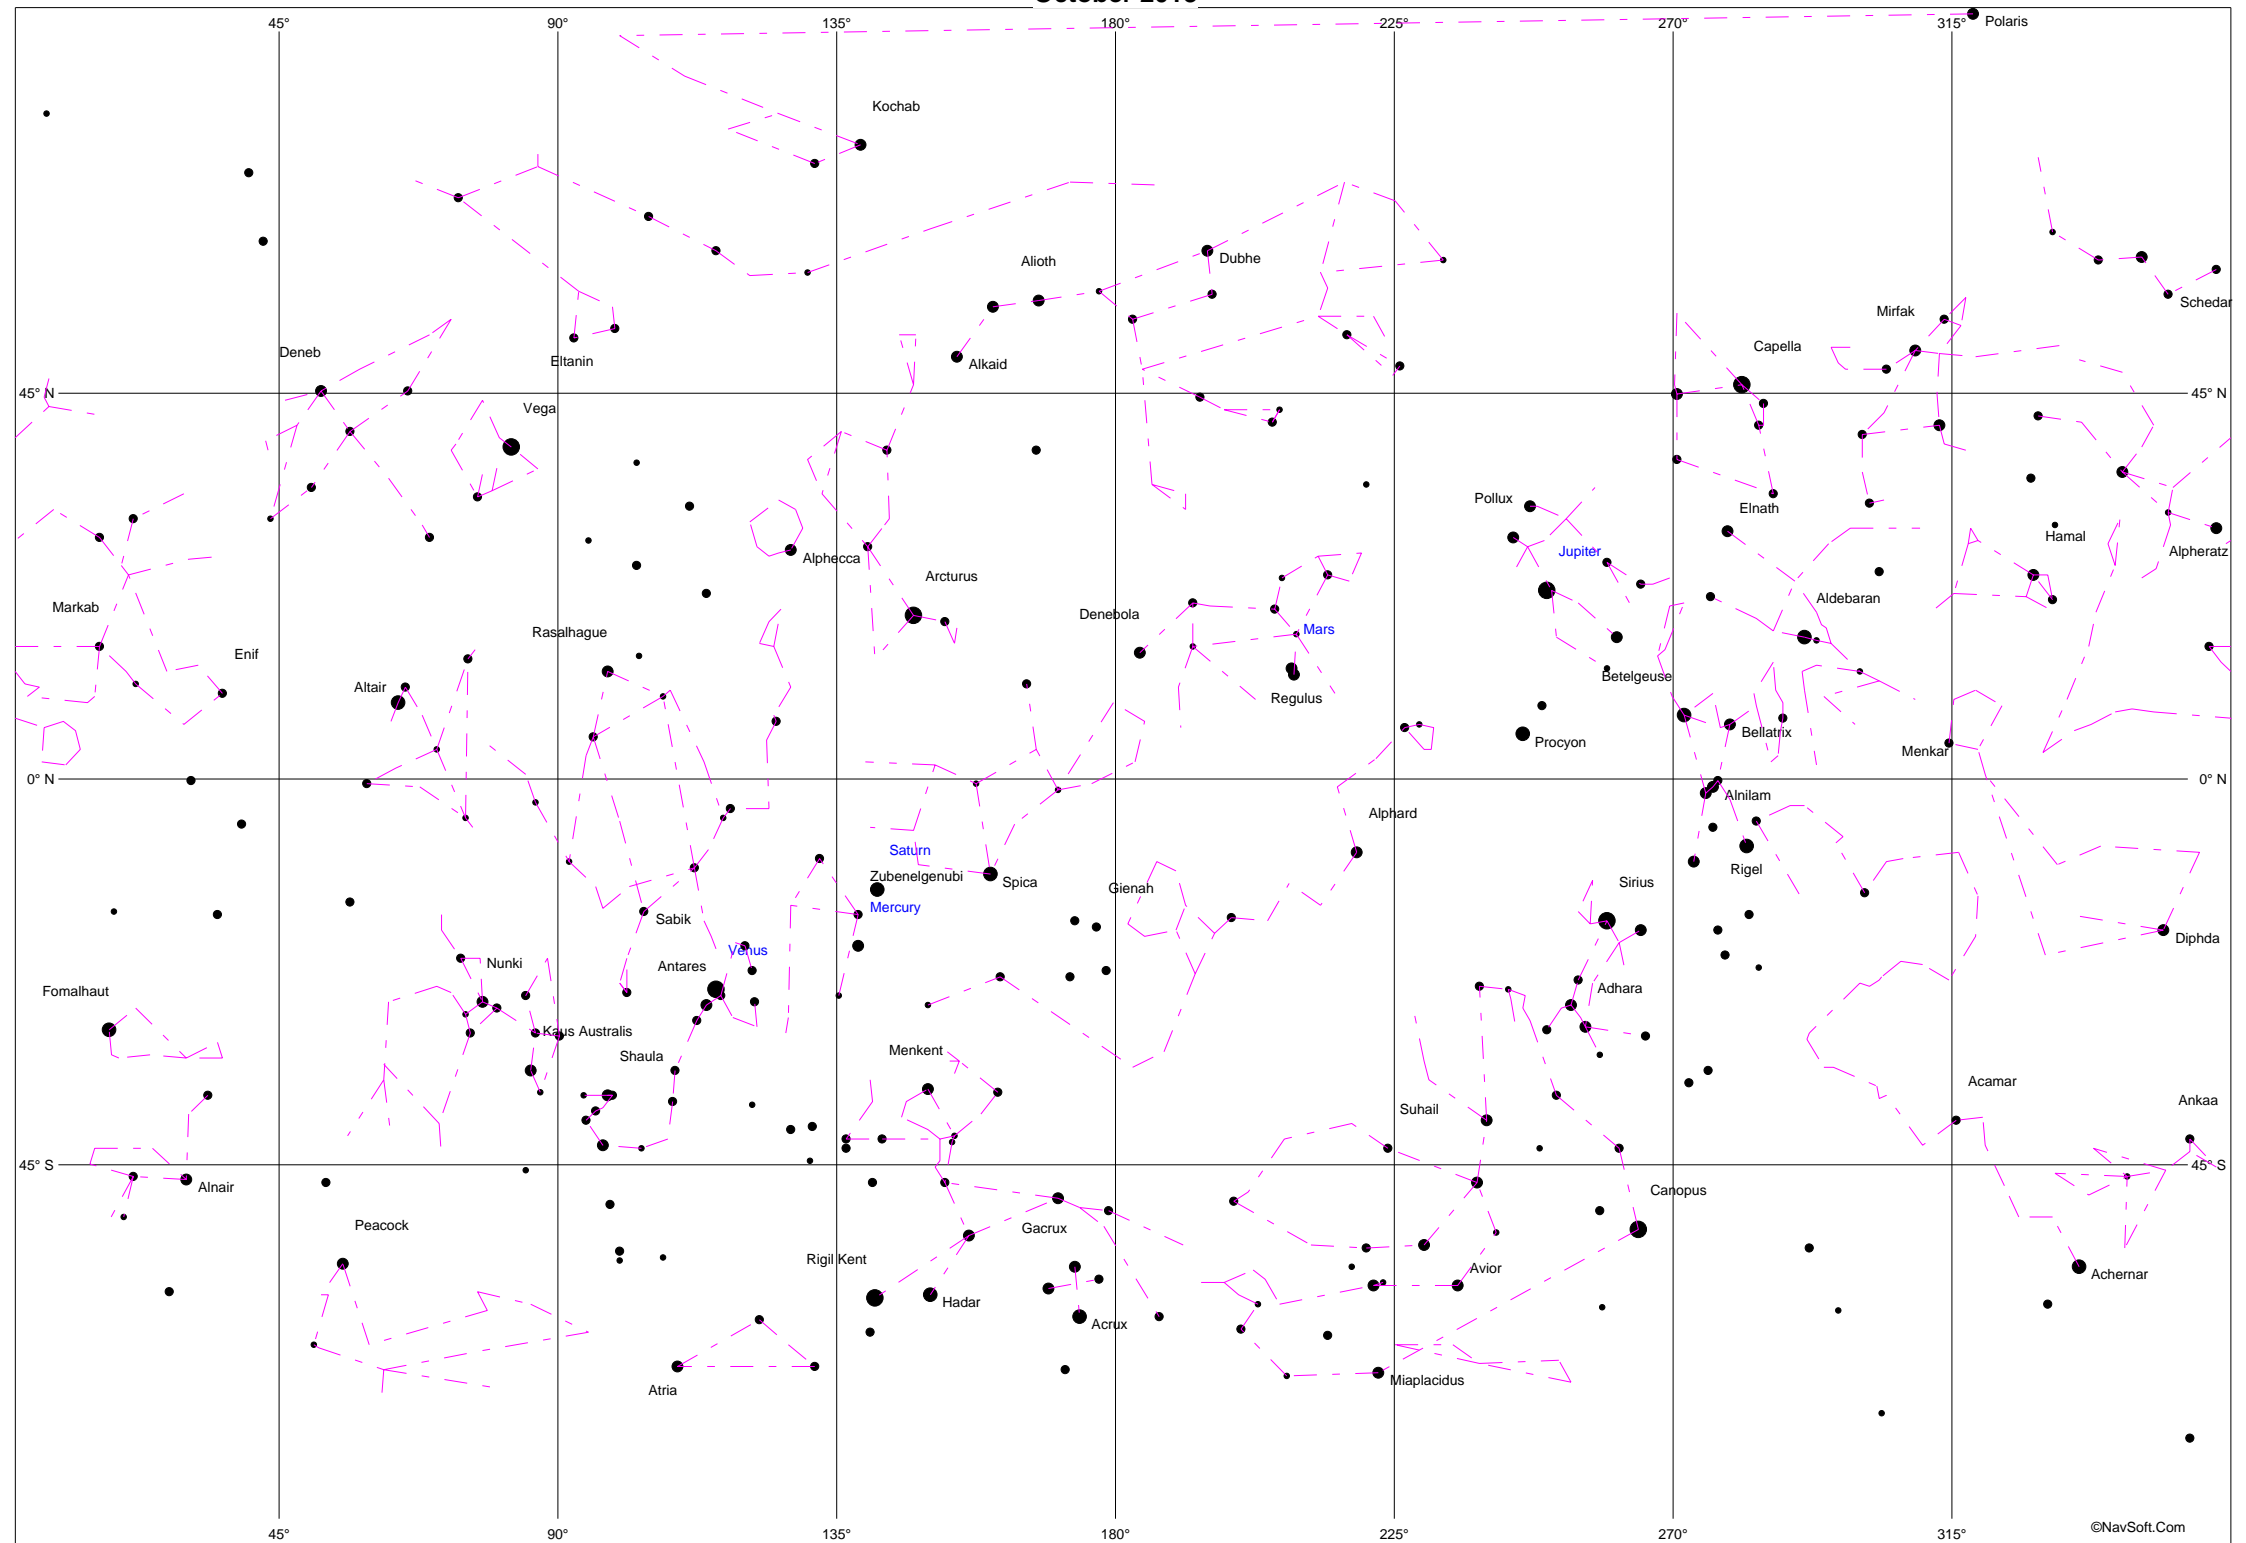 45° 90° 135° 180° 225° 270° 315° Polaris
Kochab
Alioth Dubhe
Schedar
Mirfak
Capella
Deneb Eltanin Alkaid
45° N 45° N
Vega
Pollux Elnath
Hamal
Alpheratz
Alphecca Jupiter
Arcturus
Markab Denebola Aldebaran
Rasalhague Mars
Enif
Altair Regulus Betelgeuse
Procyon Bellatrix Menkar
0° N 0° N
Alnilam
Alphard
Saturn
Zubenelgenubi Spica Gienah Sirius Rigel
Mercury
Sabik
Venus Diphda
Nunki Antares
Fomalhaut Adhara
Kaus Australis
Shaula Menkent
Acamar
Suhail Ankaa
45° S 45° S
Alnair Canopus
Peacock Gacrux
Rigil Kent Avior Achernar
Hadar
Acrux
Atria Miaplacidus
45° 90° 135° 180° 225° 270° 315°
©NavSoft.Com